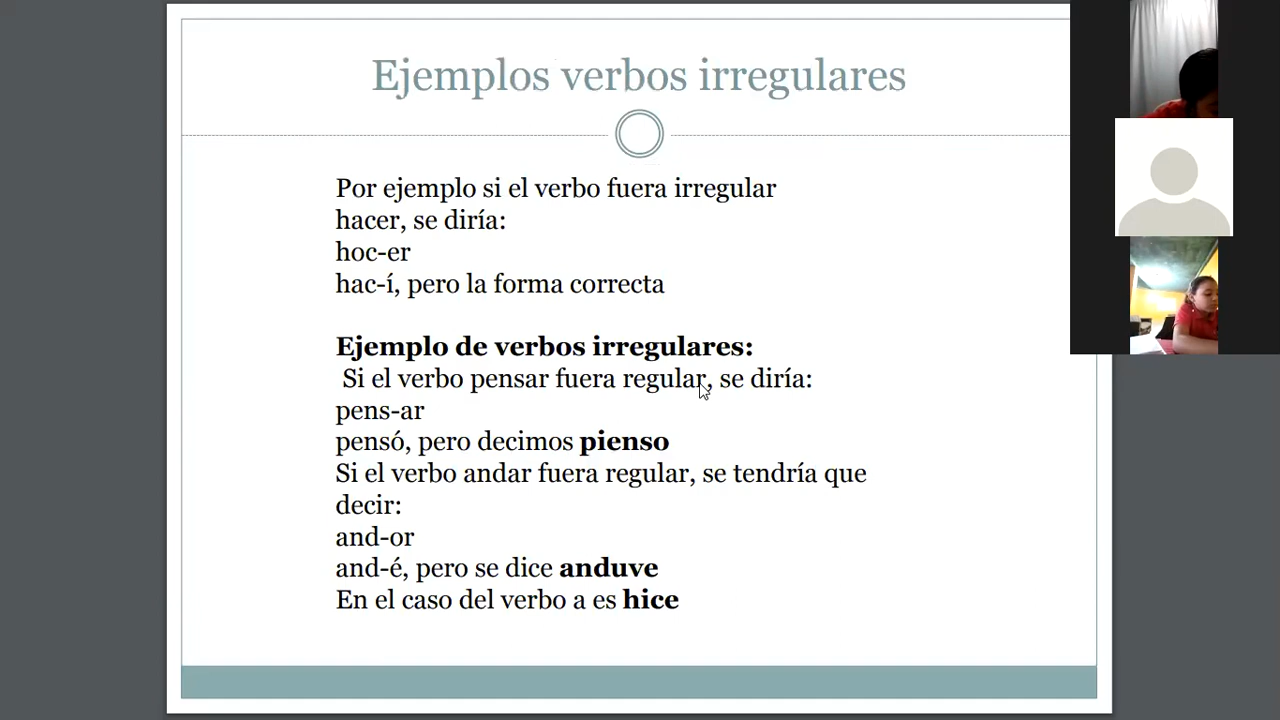 Ejemplos verbos irregulares
Por ejemplo si el verbo fuera irregular
hacer, se diría:
hoc-er
hac-í, pero la forma correcta
Ejemplo de verbos irregulares:
Si el verbo pensar fuera regular, se diría:
pens-ar
pensó, pero decimos pienso
Si el verbo andar fuera regular, se tendría que
decir:
and-or
and-é, pero se dice anduve
En el caso del verbo a es hice